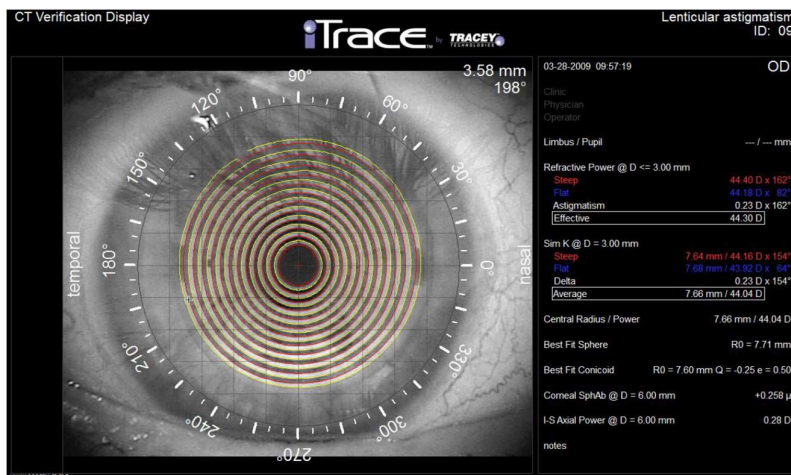 CT Verification Display
iTrace™ by TRACEY TECHNOLOGIES
Lenticular astigmatism
ID: 09
3.58 mm
198°
90°
120°
60°
150°
30°
temporal
180°
0°
nasal
210°
330°
240°
300°
270°
03-28-2009 09:57:19 OD
Clinic
Physician
Operator
Limbus / Pupil --- / --- mm
Refractive Power @ D <= 3.00 mm
Steep 44.40 D x 162°
Flat 44.18 D x 82°
Astigmatism 0.23 D x 162°
Effective 44.30 D
Sim K @ D = 3.00 mm
Steep 7.64 mm / 44.16 D x 154°
Flat 7.68 mm / 43.92 D x 64°
Delta 0.23 D x 154°
Average 7.66 mm / 44.04 D
Central Radius / Power 7.66 mm / 44.04 D
Best Fit Sphere R0 = 7.71 mm
Best Fit Conicoid R0 = 7.60 mm Q = -0.25 e = 0.50
Corneal SphAb @ D = 6.00 mm +0.258 µ
I-S Axial Power @ D = 6.00 mm 0.28 D
notes